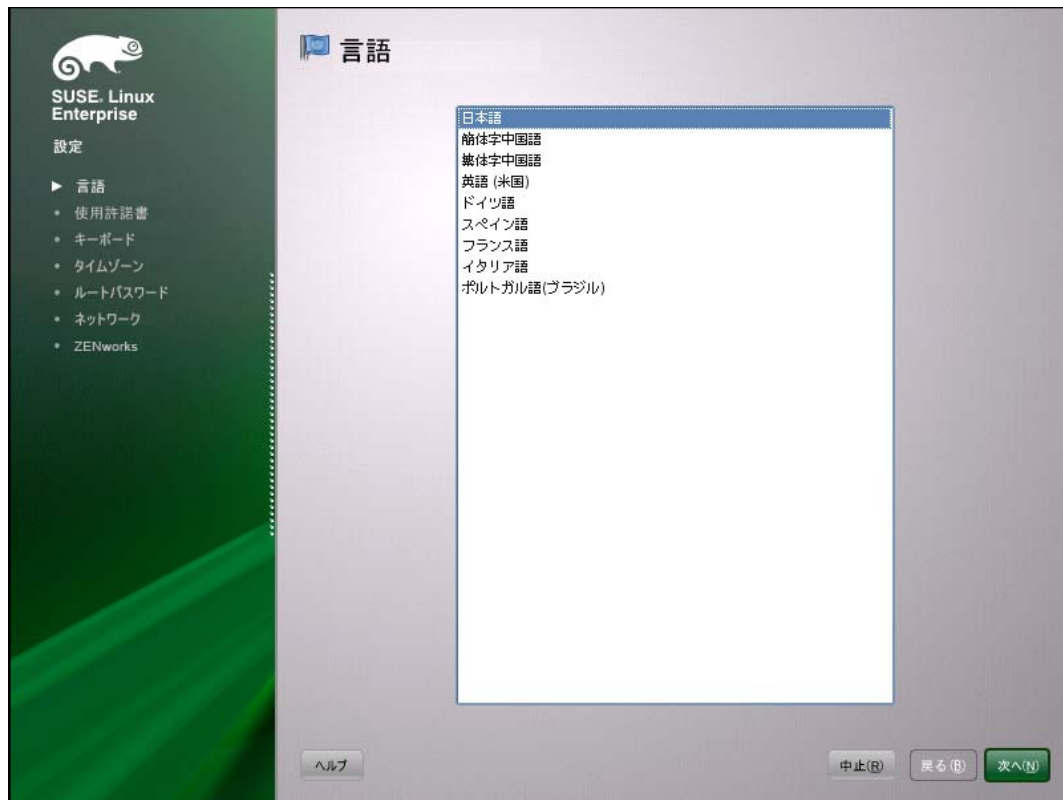 SUSE. Linux
Enterprise
設定
言語
使用許諾書
キーボード
タイムゾーン
ルートパスワード
ネットワーク
ZENworks
言語
日本語
簡体字中国語
繁体字中国語
英語 (米国)
ドイツ語
スペイン語
フランス語
イタリア語
ポルトガル語(ブラジル)
ヘルプ
中止(R)
戻る(B)
次へ(N)